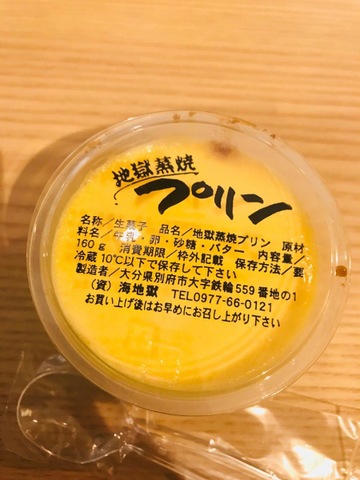 地獄蒸焼
プリン
名称／生菓子 品名／地獄蒸焼プリン 原材
料名／牛乳・卵・砂糖・バター 内容量／
160g 消費期限／枠外記載 保存方法／要
冷蔵10℃以下で保存して下さい
製造者／大分県別府市大字鉄輪559番地の1
（資）海地獄 TEL0977-66-0121
お買い上げ後はお早めにお召し上がり下さい